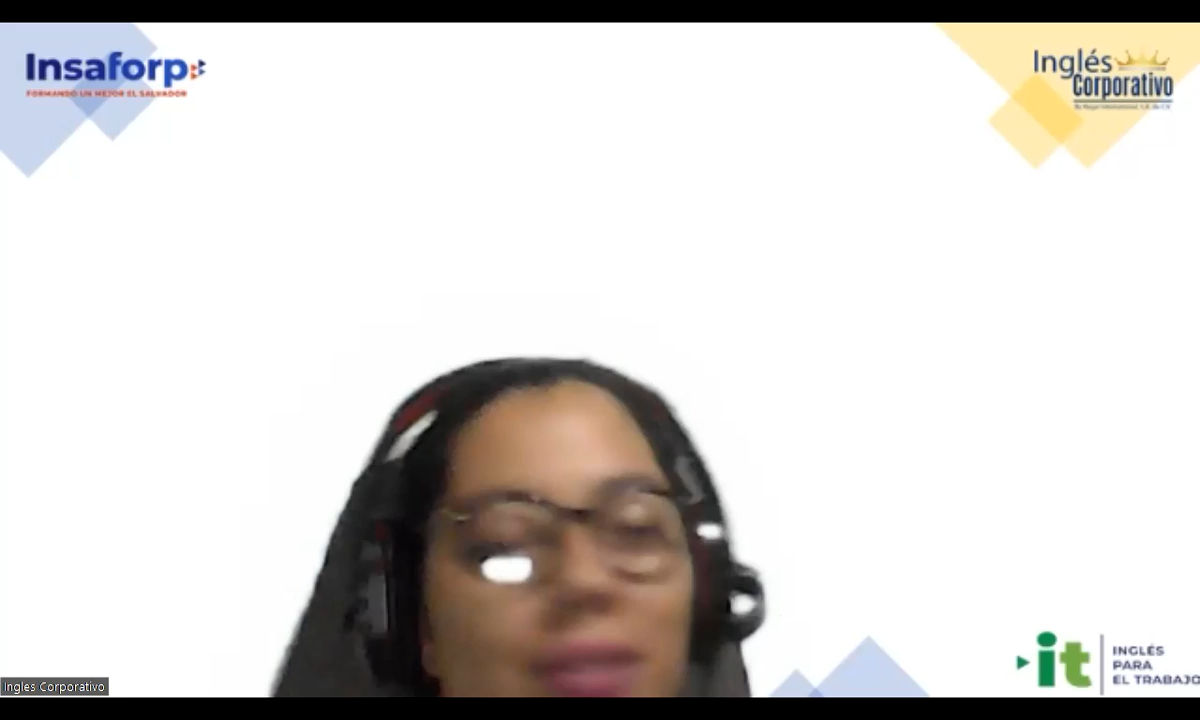 Insaforp
FORMANDO UN MEJOR EL SALVADOR
Inglés
Corporativo
it
INGLÉS
PARA
EL TRABAJO
Ingles Corporativo